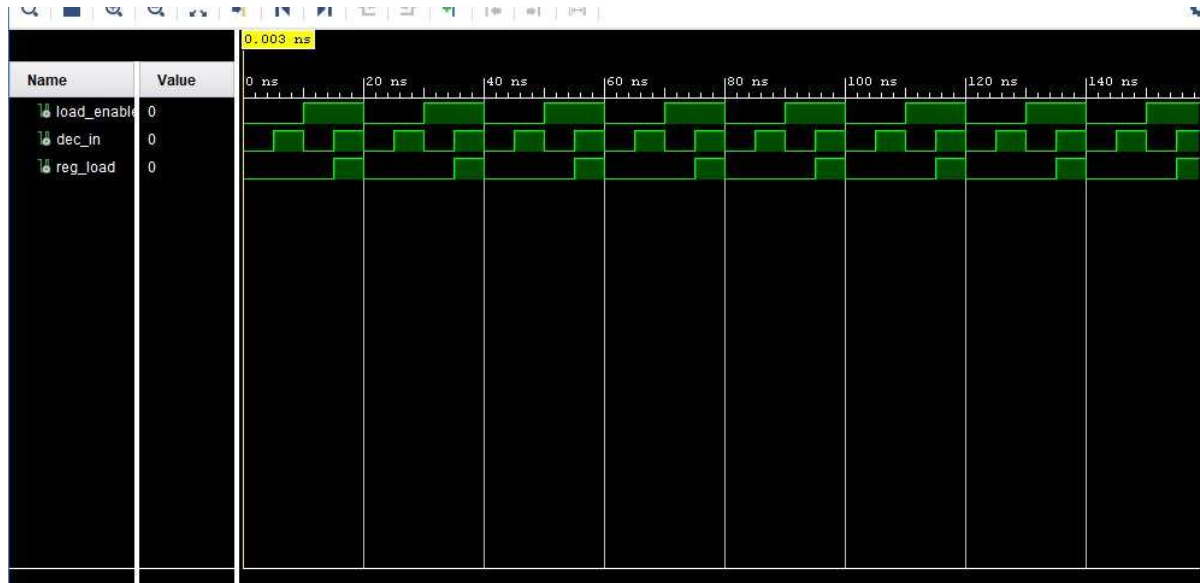 0.003 ns
Name Value
0 ns 20 ns 40 ns 60 ns 80 ns 100 ns 120 ns 140 ns
load_enable 0
dec_in 0
reg_load 0